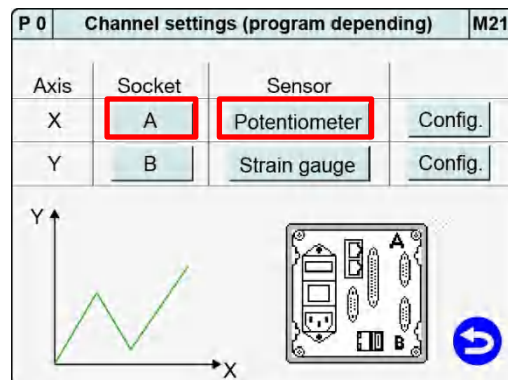 P 0 Channel settings (program depending) M21
Axis Socket Sensor
X A Potentiometer Config.
Y B Strain gauge Config.
Y
A
B
X